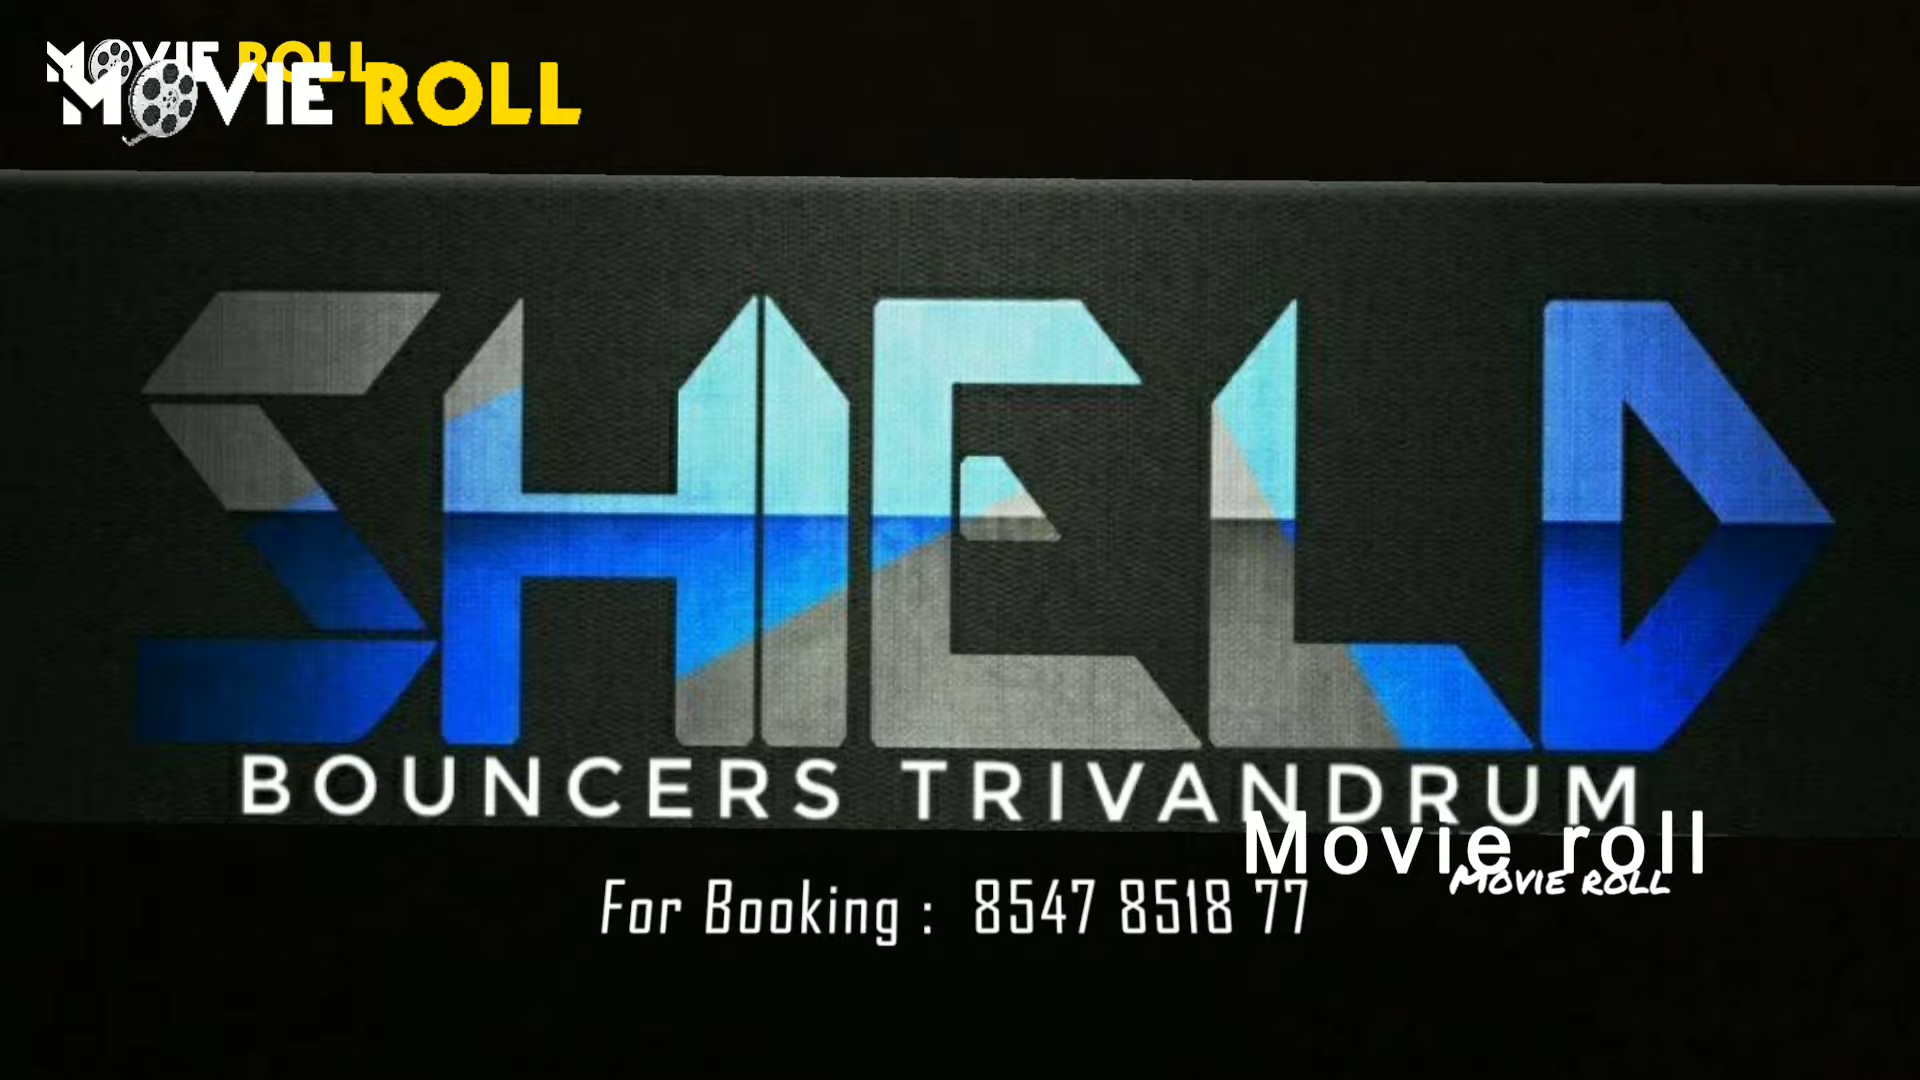 MOVIE ROLL
MOVIE ROLL
SHIELD
BOUNCERS TRIVANDRUM
Movie roll
MOVIE ROLL
For Booking : 8547 8518 77